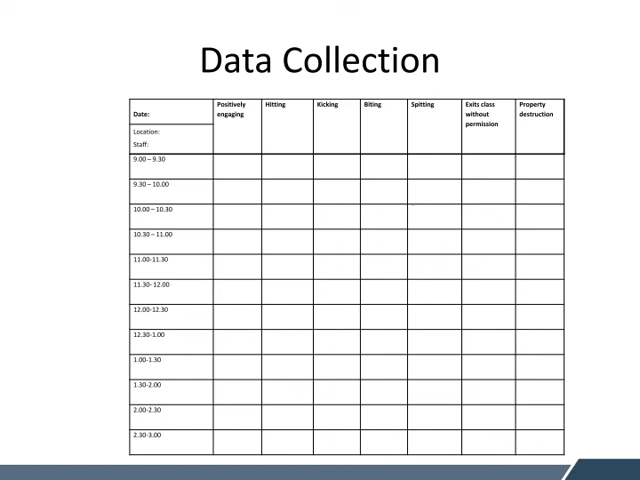 Data Collection
Date:
Positively engaging
Hitting
Kicking
Biting
Spitting
Exits class without permission
Property destruction
Location:
Staff:
9.00 – 9.30
9.30 – 10.00
10.00 – 10.30
10.30 – 11.00
11.00-11.30
11.30- 12.00
12.00-12.30
12.30-1.00
1.00-1.30
1.30-2.00
2.00-2.30
2.30-3.00